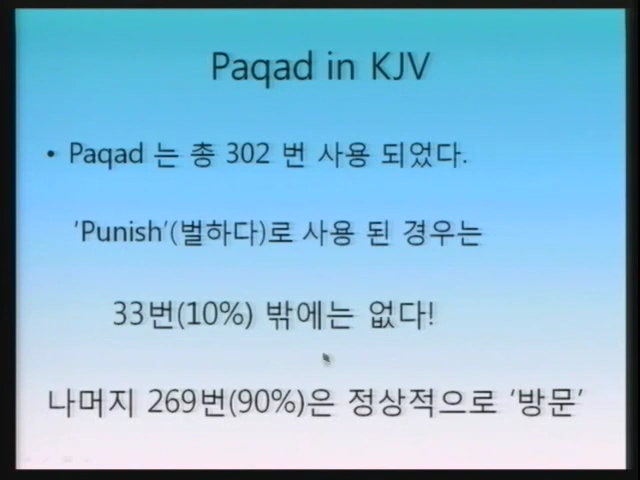 Paqad in KJV
• Paqad 는 총 302 번 사용 되었다.
'Punish'(벌하다)로 사용 된 경우는
33번(10%) 밖에는 없다!
나머지 269번(90%)은 정상적으로 '방문'